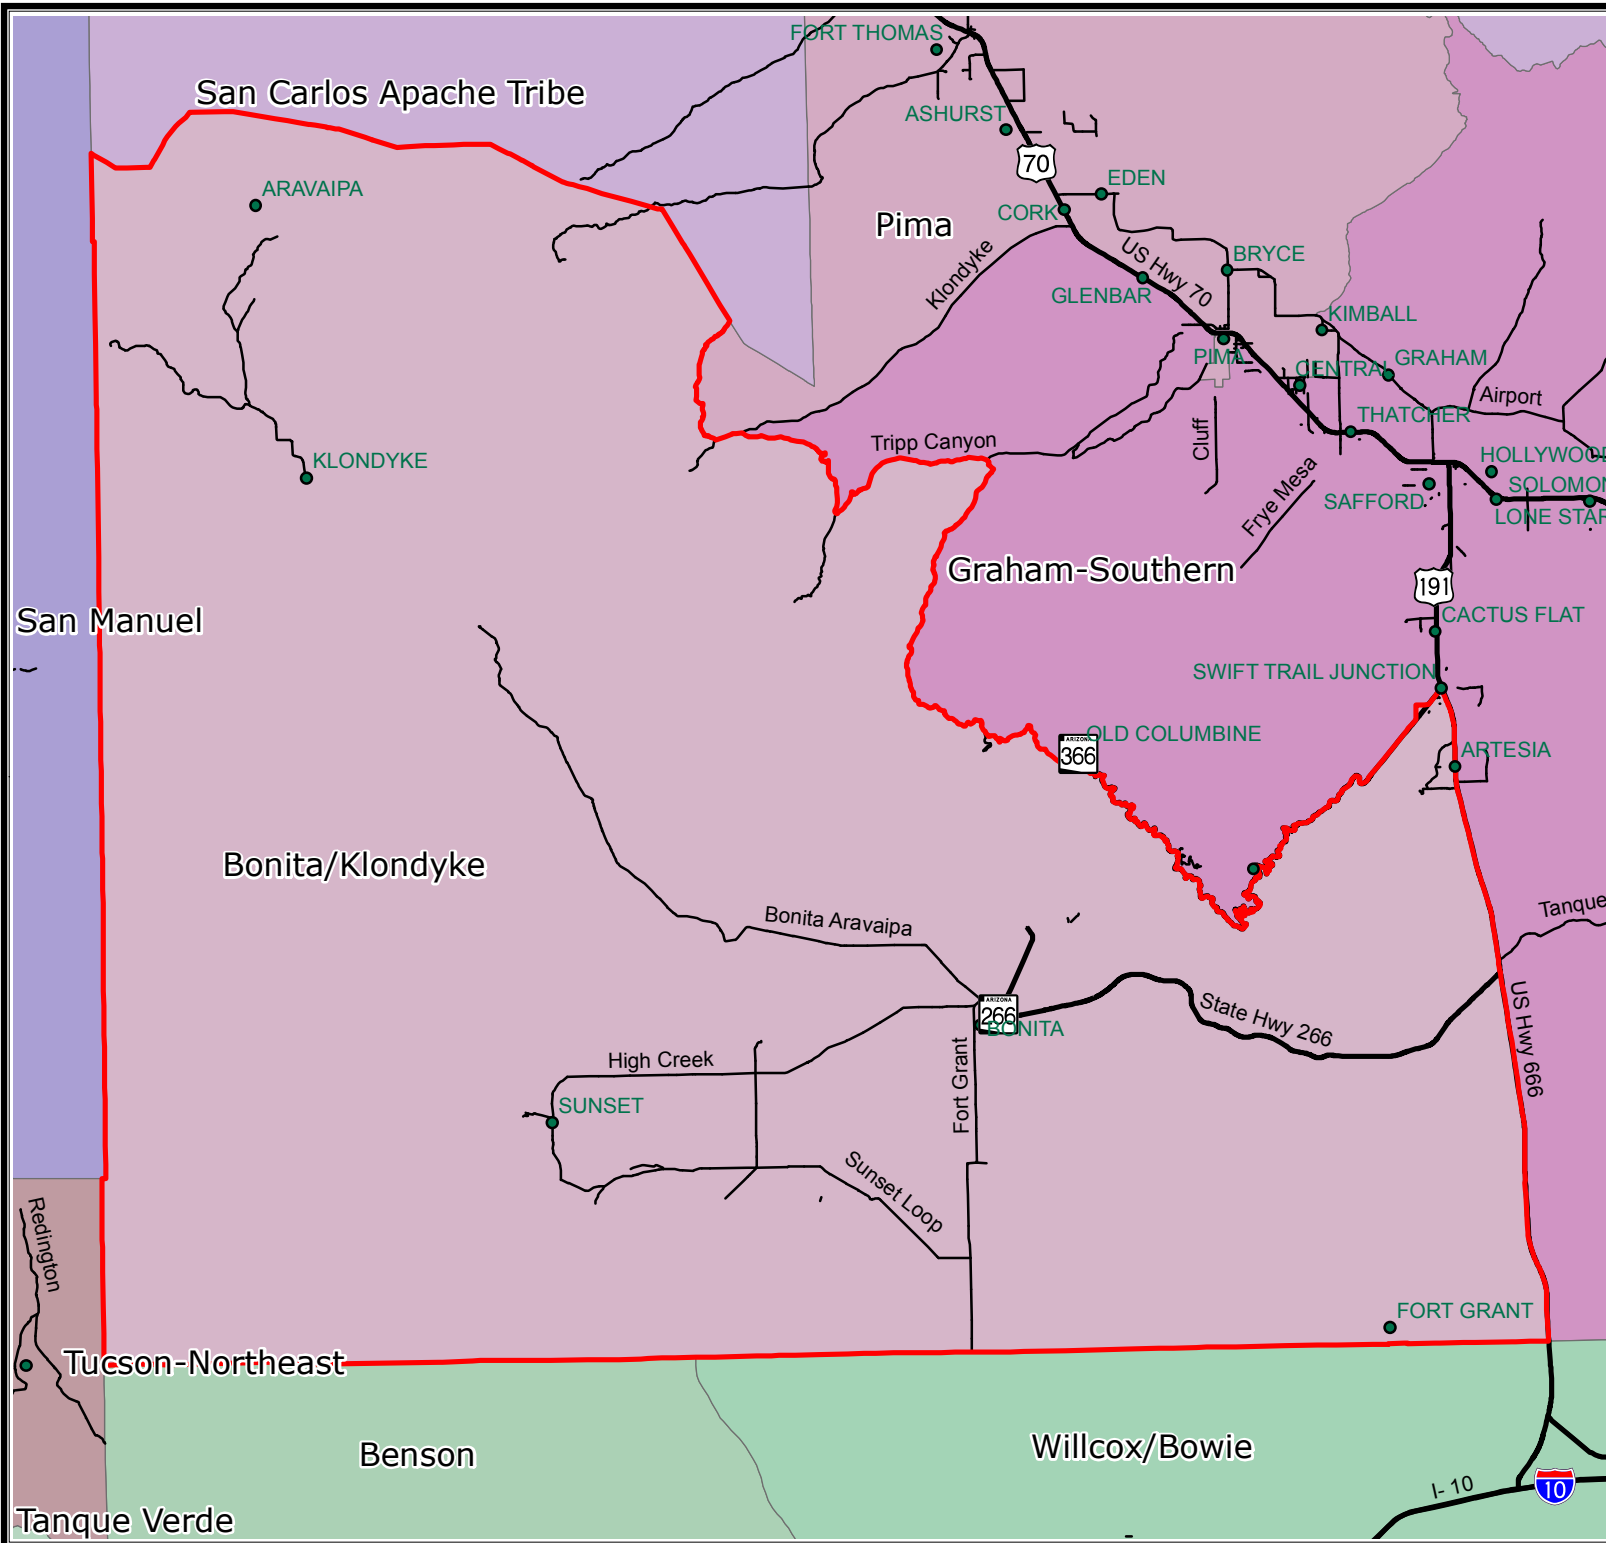 FORT THOMAS
San Carlos Apache Tribe
ASHURST
70
ARAVAIPA
EDEN
CORK
Pima
US Hwy 70
BRYCE
Klondyke
GLENBAR
KIMBALL
PIMA
CENTRAL
GRAHAM
Airport
THATCHER
Cluff
Tripp Canyon
KLONDYKE
HOLLYWOOD
Frye Mesa
SAFFORD
SOLOMON
LONE STAR
Graham-Southern
191
San Manuel
CACTUS FLAT
SWIFT TRAIL JUNCTION
OLD COLUMBINE
ARIZONA
366
ARTESIA
Bonita/Klondyke
Bonita Aravaipa
Tanque
ARIZONA
266
BONITA
State Hwy 266
US Hwy 666
High Creek
Fort Grant
SUNSET
Sunset Loop
Redington
FORT GRANT
Tucson-Northeast
Benson
Willcox/Bowie
I- 10
10
Tanque Verde